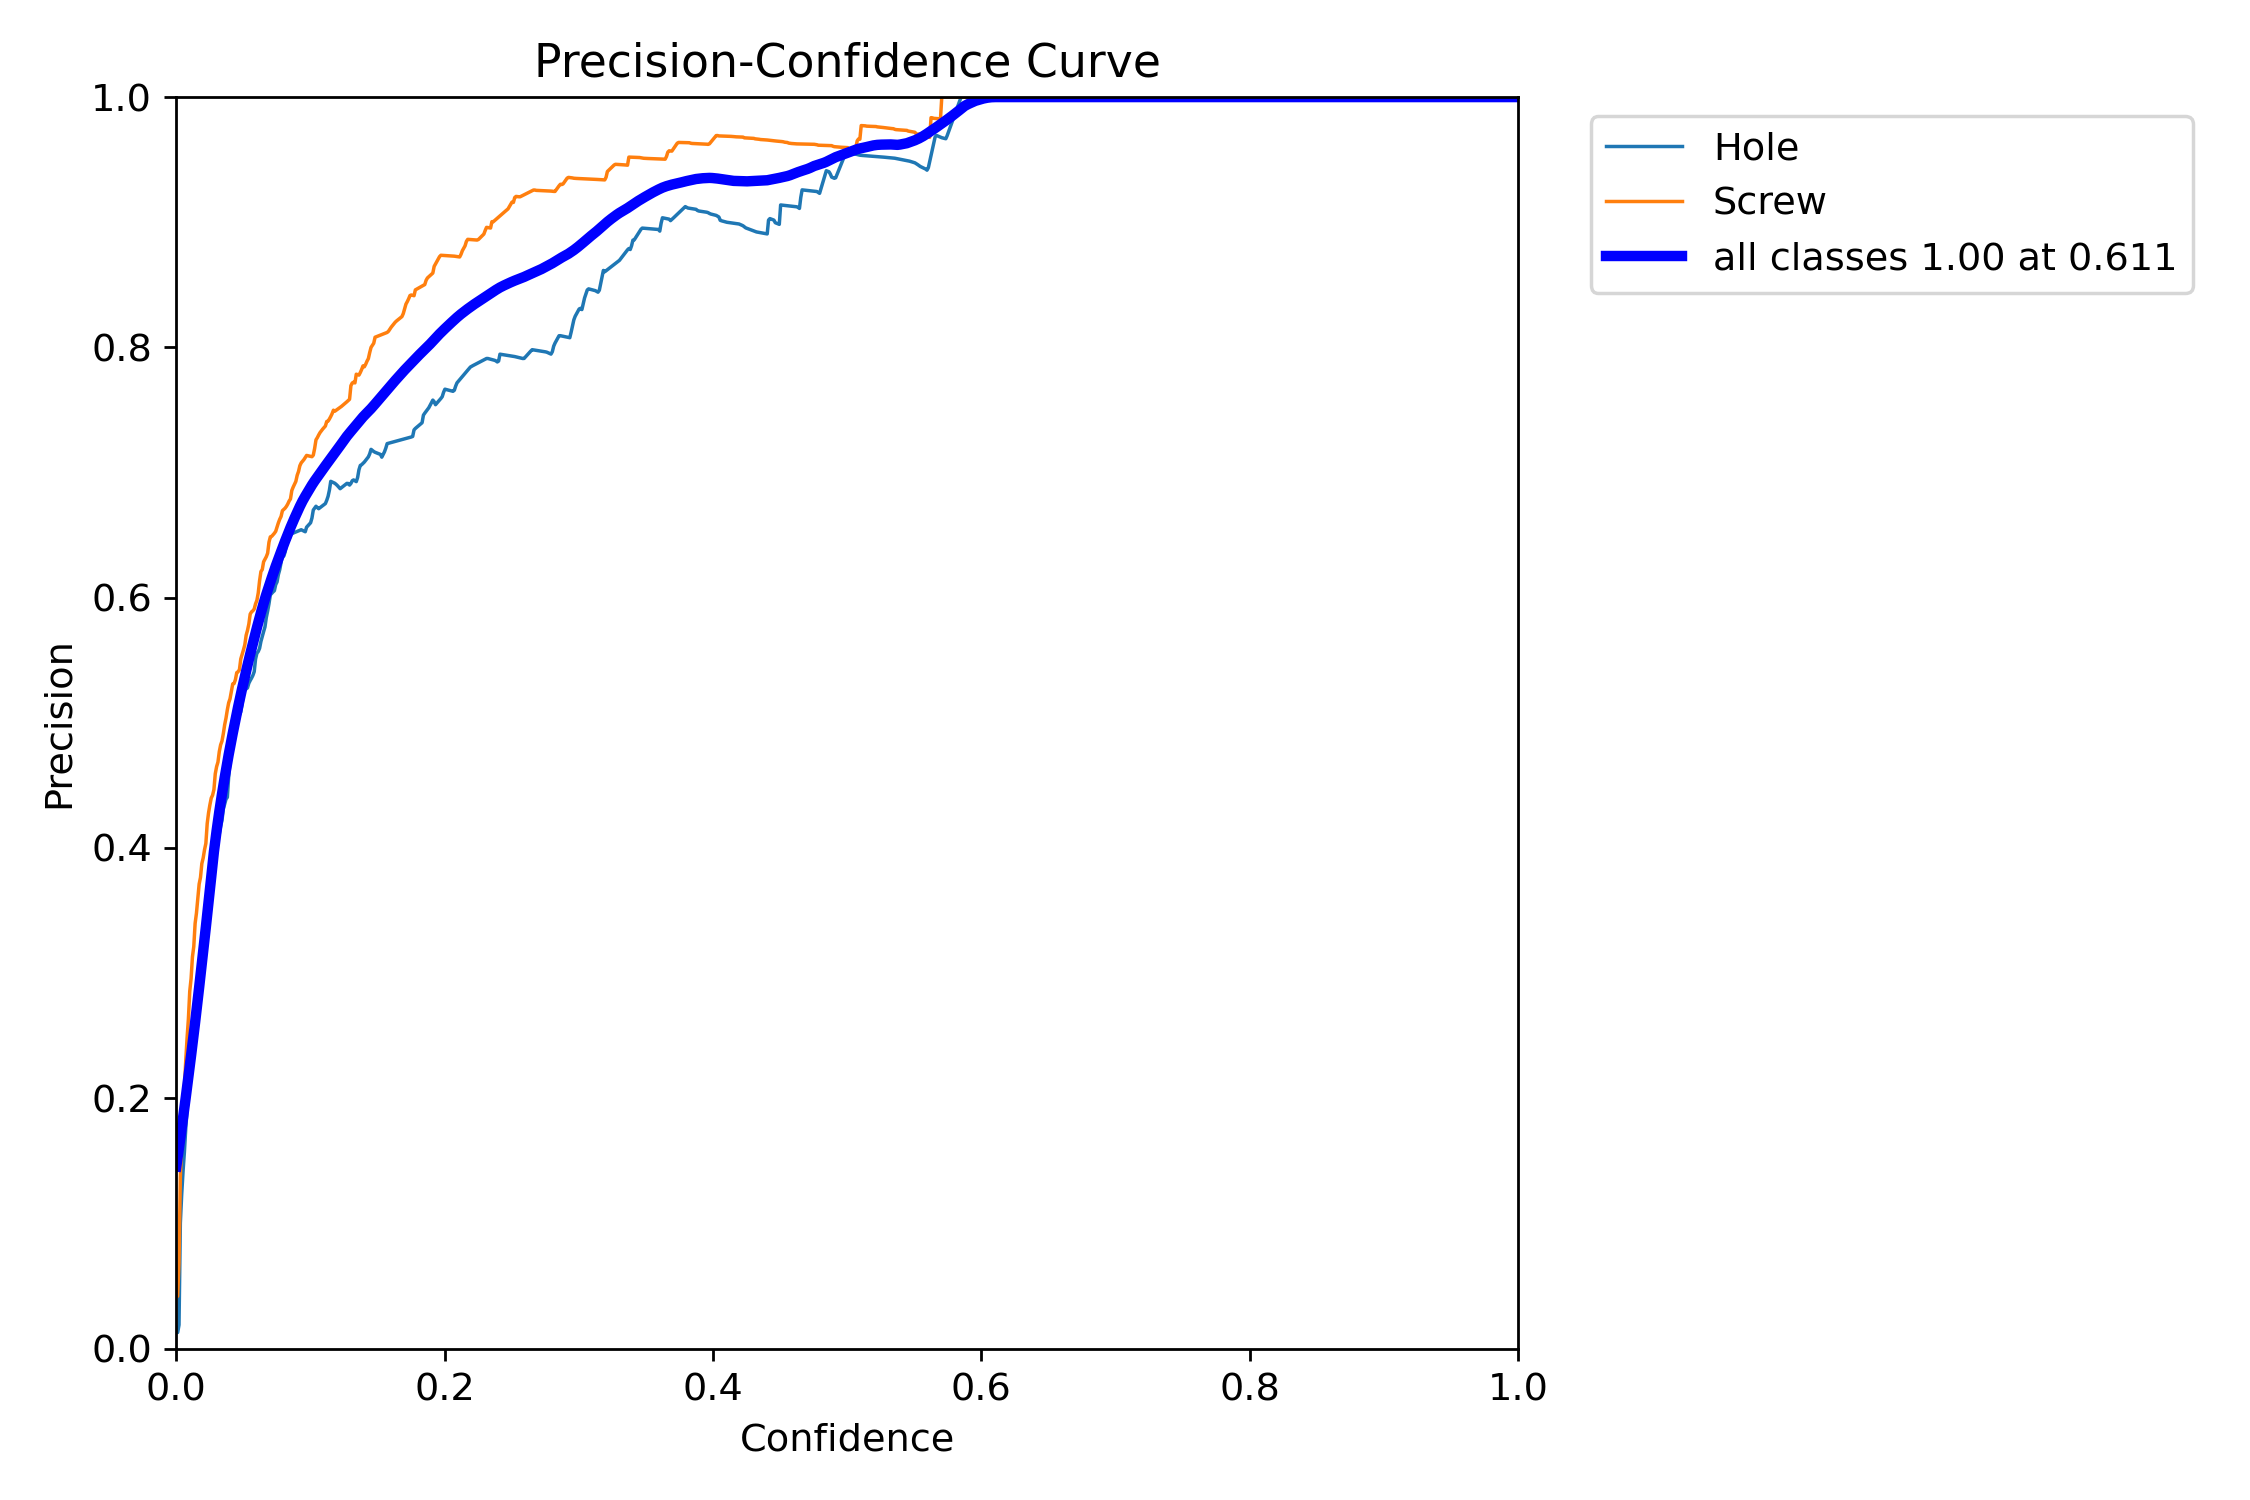 Precision-Confidence Curve
1.0
0.8
0.6
0.4
0.2
0.0
Precision
0.0 0.2 0.4 0.6 0.8 1.0
Confidence
Hole
Screw
all classes 1.00 at 0.611